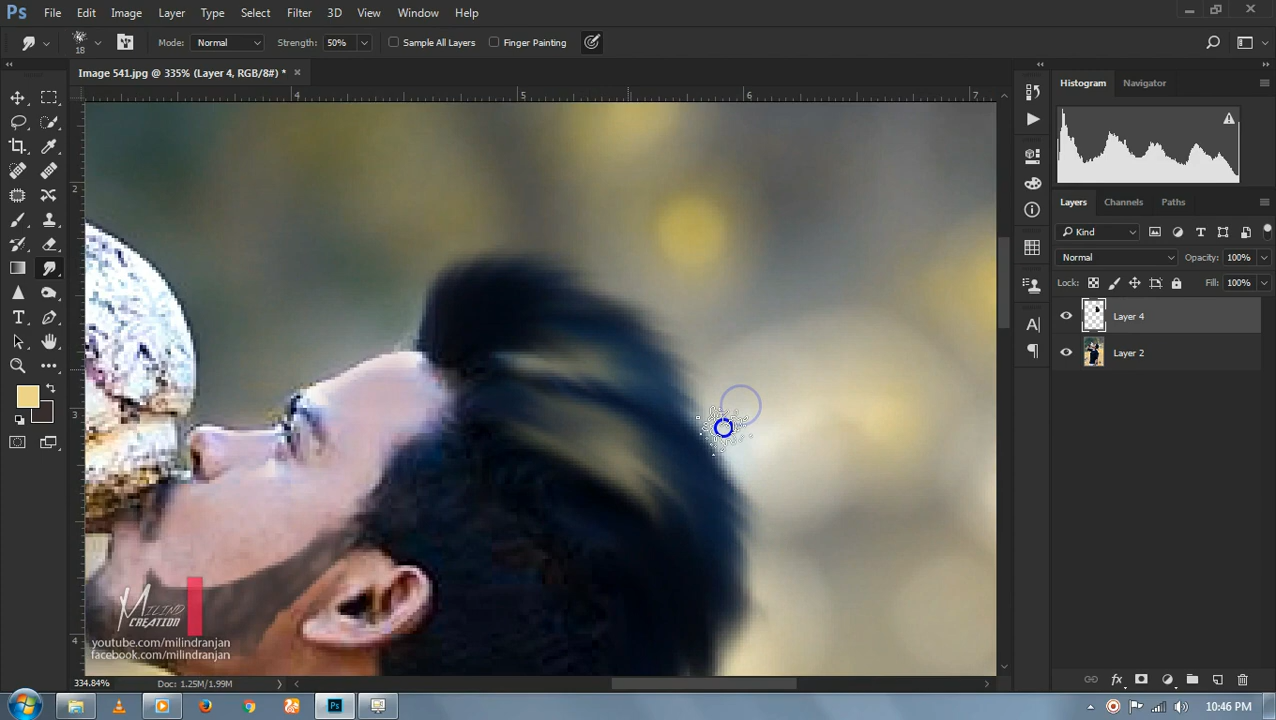 Ps File Edit Image Layer Type Select Filter 3D View Window Help
18 Mode: Normal Strength: 50% Sample All Layers Finger Painting
Image 541.jpg @ 335% (Layer 4, RGB/8#) * ×
Histogram Navigator
4 5 6 7
2
3
4
Layers Channels Paths
Kind
Normal Opacity: 100%
Lock: Fill: 100%
Layer 4
Layer 2
MILIND
CREATION
youtube.com/milindranjan
facebook.com/milindranjan
334.84% Doc: 1.25M/1.99M
Ps 10:46 PM